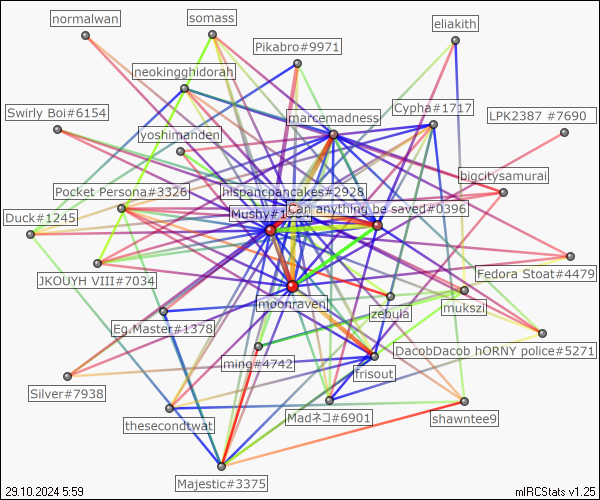 normalwan
somass
eliakith
Pikabro#9971
neokingghidorah
Cypha#1717
marcemadness
LPK2387 #7690
Swirly Boi#6154
yoshimanden
bigcitysamurai
Pocket Persona#3326
hispancpancakes#2928
Can anything be saved#0396
Duck#1245
Fedora Stoat#4479
JKOUYH VIII#7034
moonraven
zebula
mukszi
Eg.Master#1378
DacobDacob hORNY police#5271
ming#4742
frisout
Silver#7938
thesecondtwat
Madネコ#6901
shawntee9
Majestic#3375
29.10.2024 5:59
mIRCStats v1.25